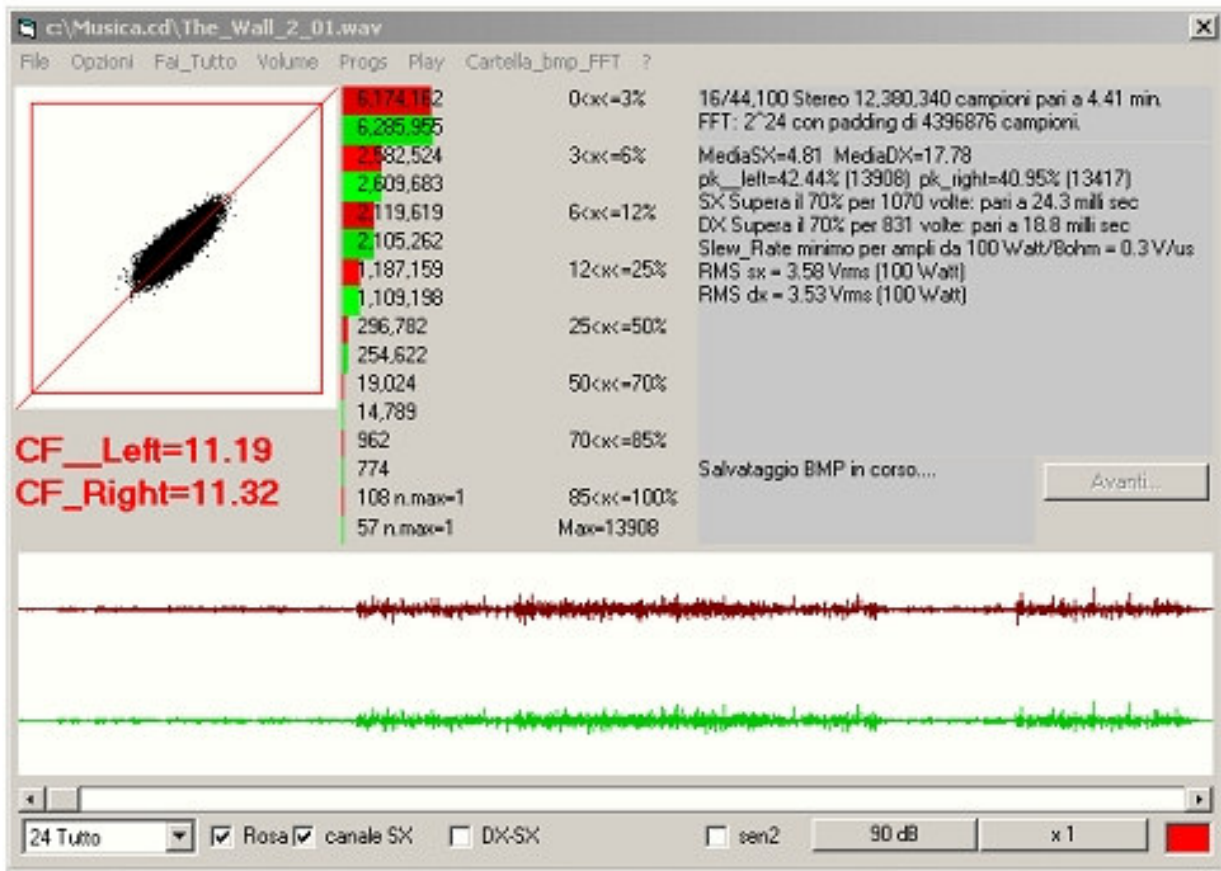 c:\Musica.cd\The_Wall_2_01.wav
File Opzioni Fai_Tutto Volume Progs Play Cartella_bmp_FFT ?
6,174,162 0<x<=3%
6,285,955
2,582,524 3<x<=6%
2,609,683
2,119,619 6<x<=12%
2,105,262
1,187,159 12<x<=25%
1,109,198
296,782 25<x<=50%
254,622
19,024 50<x<=70%
14,789
962 70<x<=85%
774
108 n.max=1 85<x<=100%
57 n.max=1 Max=13908
16/44,100 Stereo 12,380,340 campioni pari a 4.41 min.
FFT: 2^24 con padding di 4396876 campioni.
MediaSX=4.81 MediaDX=17.78
pk__left=42.44% (13908) pk_right=40.95% (13417)
SX Supera il 70% per 1070 volte: pari a 24.3 milli sec
DX Supera il 70% per 831 volte: pari a 18.8 milli sec
Slew_Rate minimo per ampli da 100 Watt/8ohm = 0.3 V/us
RMS sx = 3.58 Vrms (100 Watt)
RMS dx = 3.53 Vrms (100 Watt)
CF__Left=11.19
CF_Right=11.32
Salvataggio BMP in corso....
Avanti...
24 Tutto Rosa canale SX DX-SX sen2 90 dB x 1